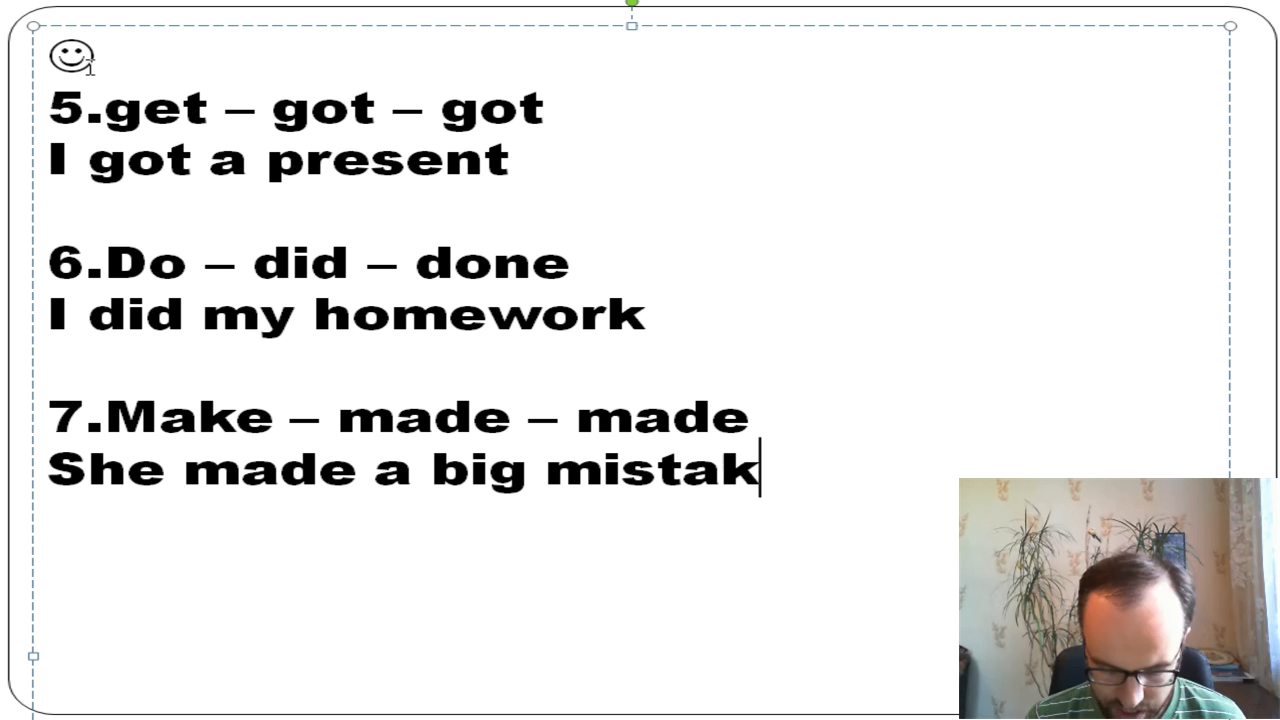 5.get – got – got
I got a present
6.Do – did – done
I did my homework
7.Make – made – made
She made a big mistak